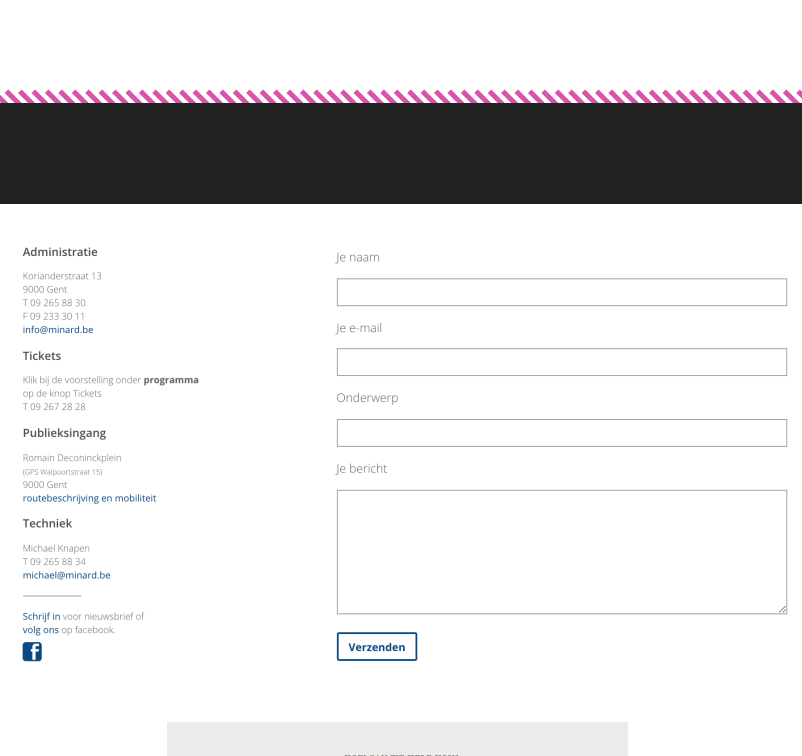 Administratie
Korianderstraat 13
9000 Gent
T 09 265 88 30
F 09 233 30 11
info@minard.be
Tickets
Klik bij de voorstelling onder programma
op de knop Tickets
T 09 267 28 28
Publieksingang
Romain Deconinckplein
(GPS Walpoortstraat 15)
9000 Gent
routebeschrijving en mobiliteit
Techniek
Michael Knapen
T 09 265 88 34
michael@minard.be
Schrijf in voor nieuwsbrief of
volg ons op facebook.
Je naam
Je e-mail
Onderwerp
Je bericht
Verzenden